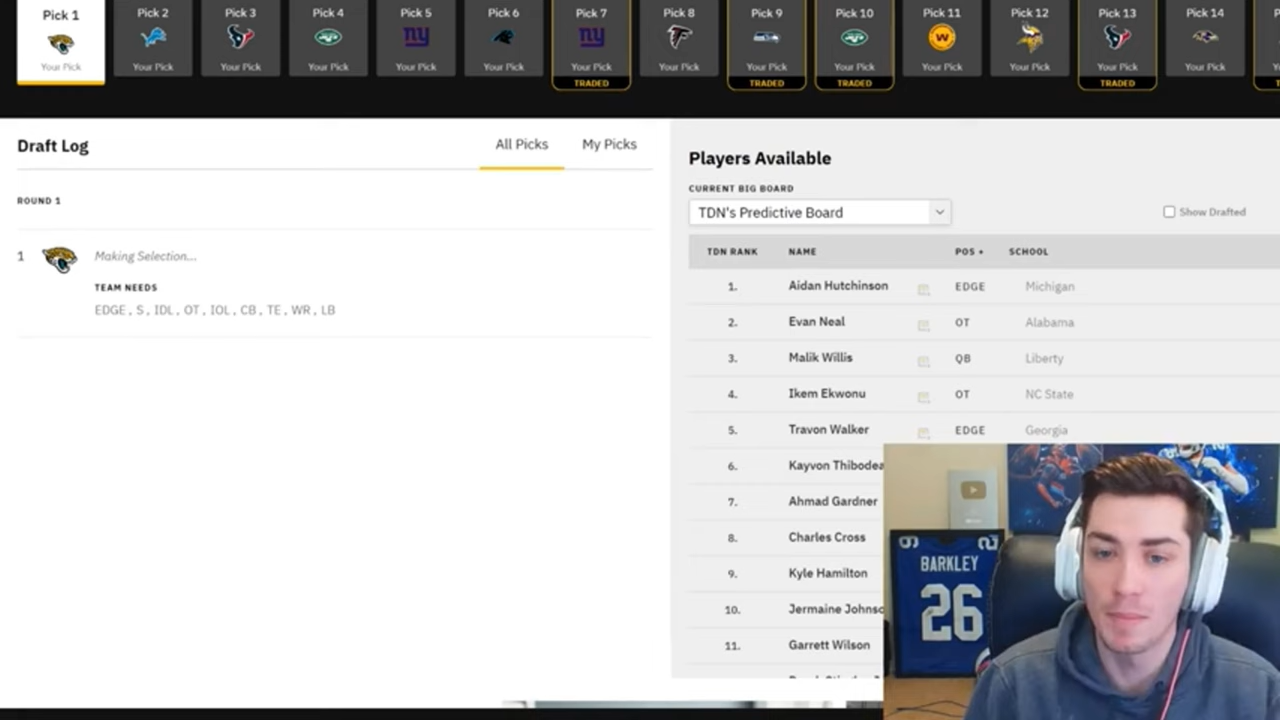 Pick 1
Pick 2
Pick 3
Pick 4
Pick 5
Pick 6
Pick 7
Pick 8
Pick 9
Pick 10
Pick 11
Pick 12
Pick 13
Pick 14
Your Pick
Your Pick
Your Pick
Your Pick
Your Pick
Your Pick
Your Pick
Your Pick
Your Pick
Your Pick
Your Pick
Your Pick
Your Pick
Your Pick
TRADED
TRADED
TRADED
TRADED
Draft Log
All Picks
My Picks
ROUND 1
1
Making Selection...
TEAM NEEDS
EDGE, S, IDL, OT, IOL, CB, TE, WR, LB
Players Available
CURRENT BIG BOARD
TDN's Predictive Board
Show Drafted
TDN RANK NAME POS SCHOOL
1. Aidan Hutchinson EDGE Michigan
2. Evan Neal OT Alabama
3. Malik Willis QB Liberty
4. Ikem Ekwonu OT NC State
5. Travon Walker EDGE Georgia
6. Kayvon Thibodea
7. Ahmad Gardner
8. Charles Cross
9. Kyle Hamilton
10. Jermaine Johnso
11. Garrett Wilson
BARKLEY
26